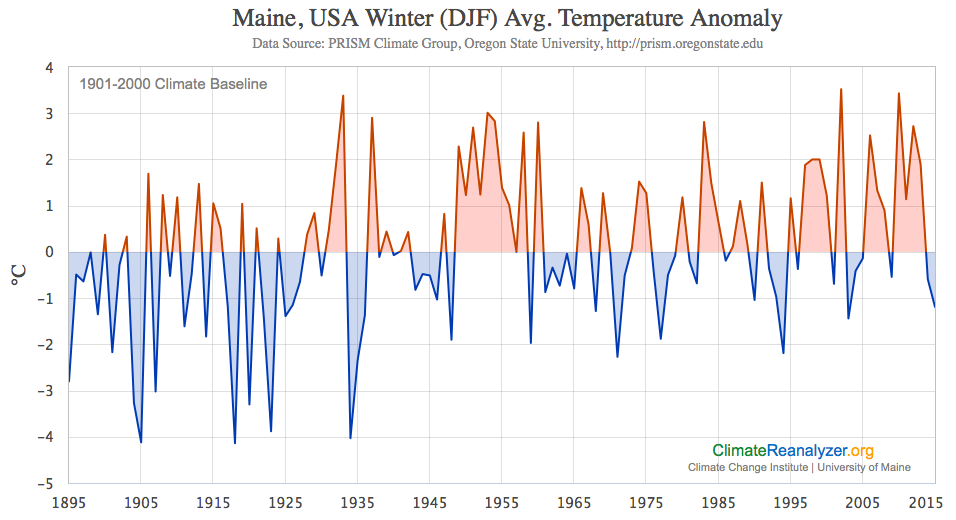 Maine, USA Winter (DJF) Avg. Temperature Anomaly
Data Source: PRISM Climate Group, Oregon State University, http://prism.oregonstate.edu
1901-2000 Climate Baseline
4
3
2
1
0
−1
−2
−3
−4
−5
°C
ClimateReanalyzer.org
Climate Change Institute | University of Maine
1895 1905 1915 1925 1935 1945 1955 1965 1975 1985 1995 2005 2015